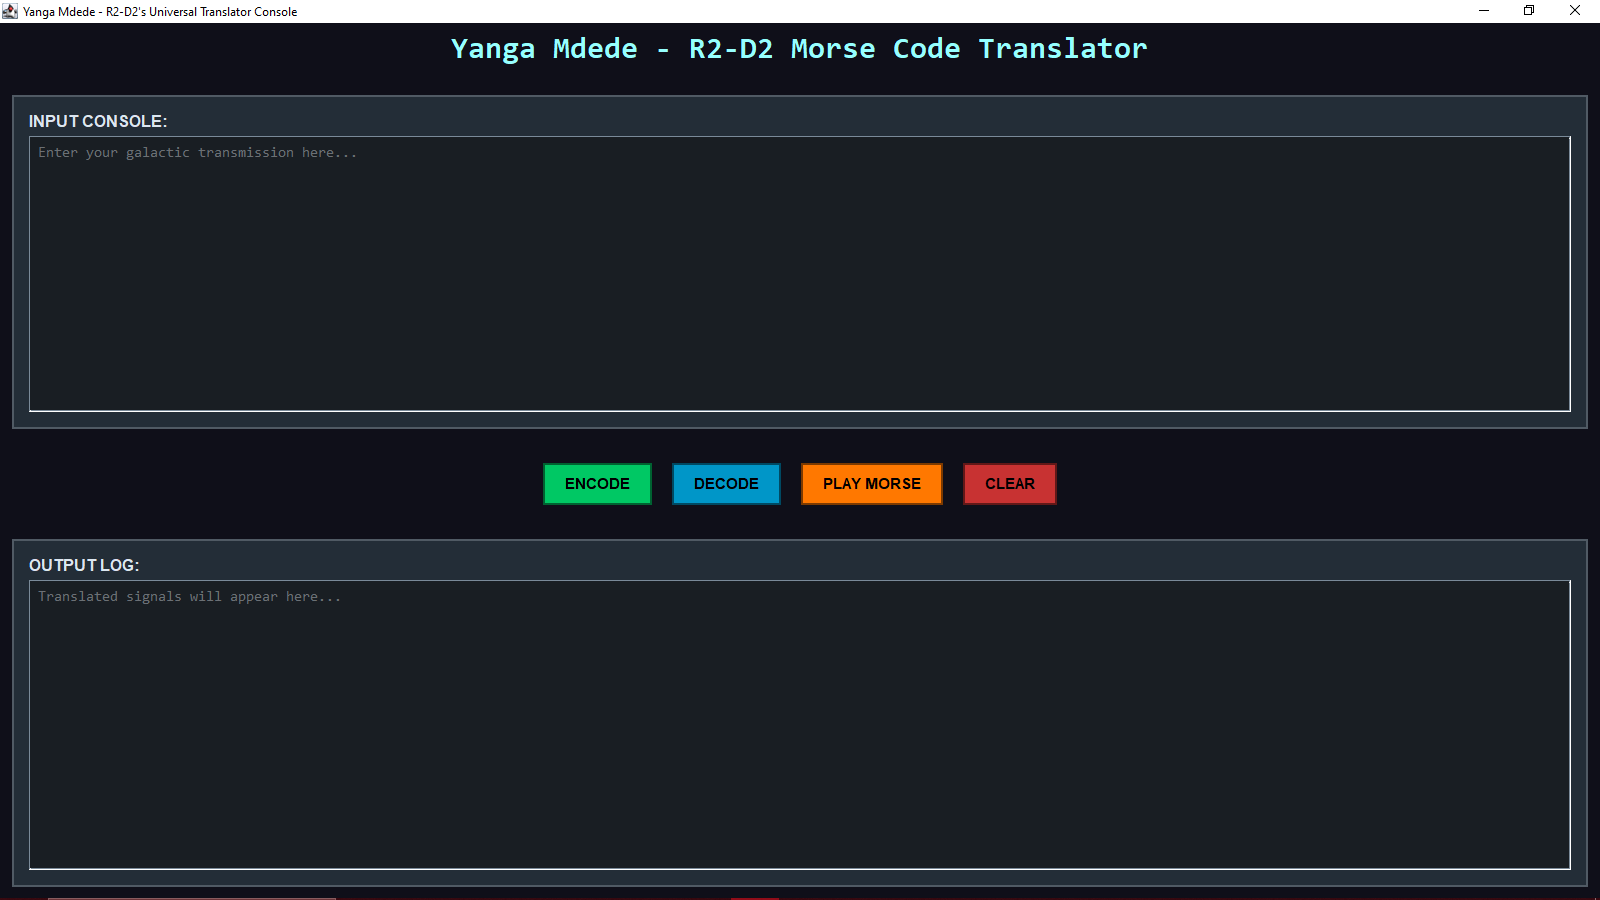 Yanga Mdede - R2-D2's Universal Translator Console
Yanga Mdede - R2-D2 Morse Code Translator
INPUT CONSOLE:
Enter your galactic transmission here...
ENCODE
DECODE
PLAY MORSE
CLEAR
OUTPUT LOG:
Translated signals will appear here...